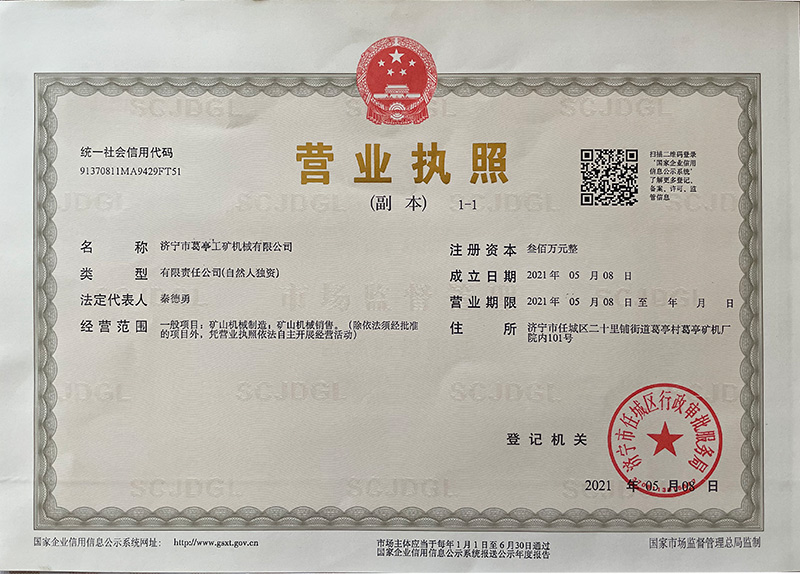 统一社会信用代码
91370811MA9429FT51
营业执照
(副 本) 1-1
扫描二维码登录
"国家企业信用
信息公示系统"
了解更多登记、
备案、许可、监
管信息
名 称 济宁市葛亭工矿机械有限公司
类 型 有限责任公司(自然人独资)
法定代表人 秦德勇
经营范围 一般项目:矿山机械制造;矿山机械销售。(除依法须经批准
的项目外,凭营业执照依法自主开展经营活动)
注册资本 叁佰万元整
成立日期 2021 年 05 月 08 日
营业期限 2021 年 05 月 08 日至 年 月 日
住 所 济宁市任城区二十里铺街道葛亭村葛亭矿机厂
院内101号
SCJDGL
市场监督
登记机关
济宁市任城区行政审批服务局
2021 年 05 月 08 日
国家企业信用信息公示系统网址: http://www.gsxt.gov.cn
市场主体应当于每年1月1日至6月30日通过
国家企业信用信息公示系统报送公示年度报告
国家市场监督管理总局监制